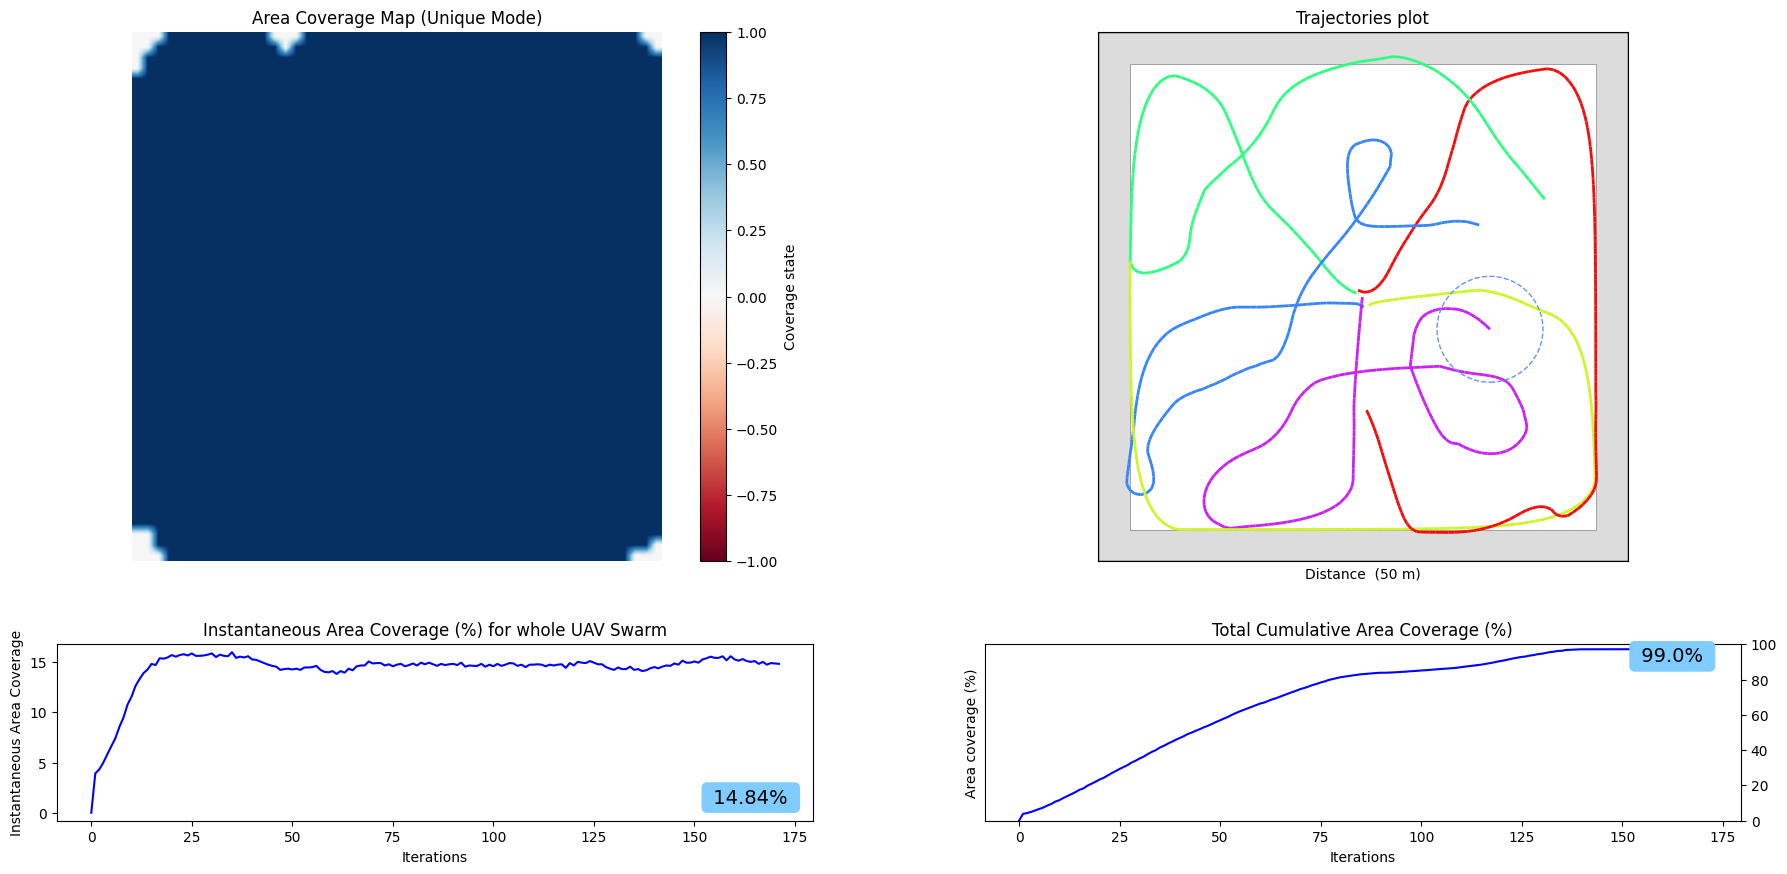 Area Coverage Map (Unique Mode)
1.00
0.75
0.50
0.25
0.00
−0.25
−0.50
−0.75
−1.00
Coverage state
Trajectories plot
Distance  (50 m)
Instantaneous Area Coverage (%) for whole UAV Swarm
Instantaneous Area Coverage
15
10
5
0
14.84%
0 25 50 75 100 125 150 175
Iterations
Total Cumulative Area Coverage (%)
Area coverage (%)
99.0%
100
80
60
40
20
0
0 25 50 75 100 125 150 175
Iterations